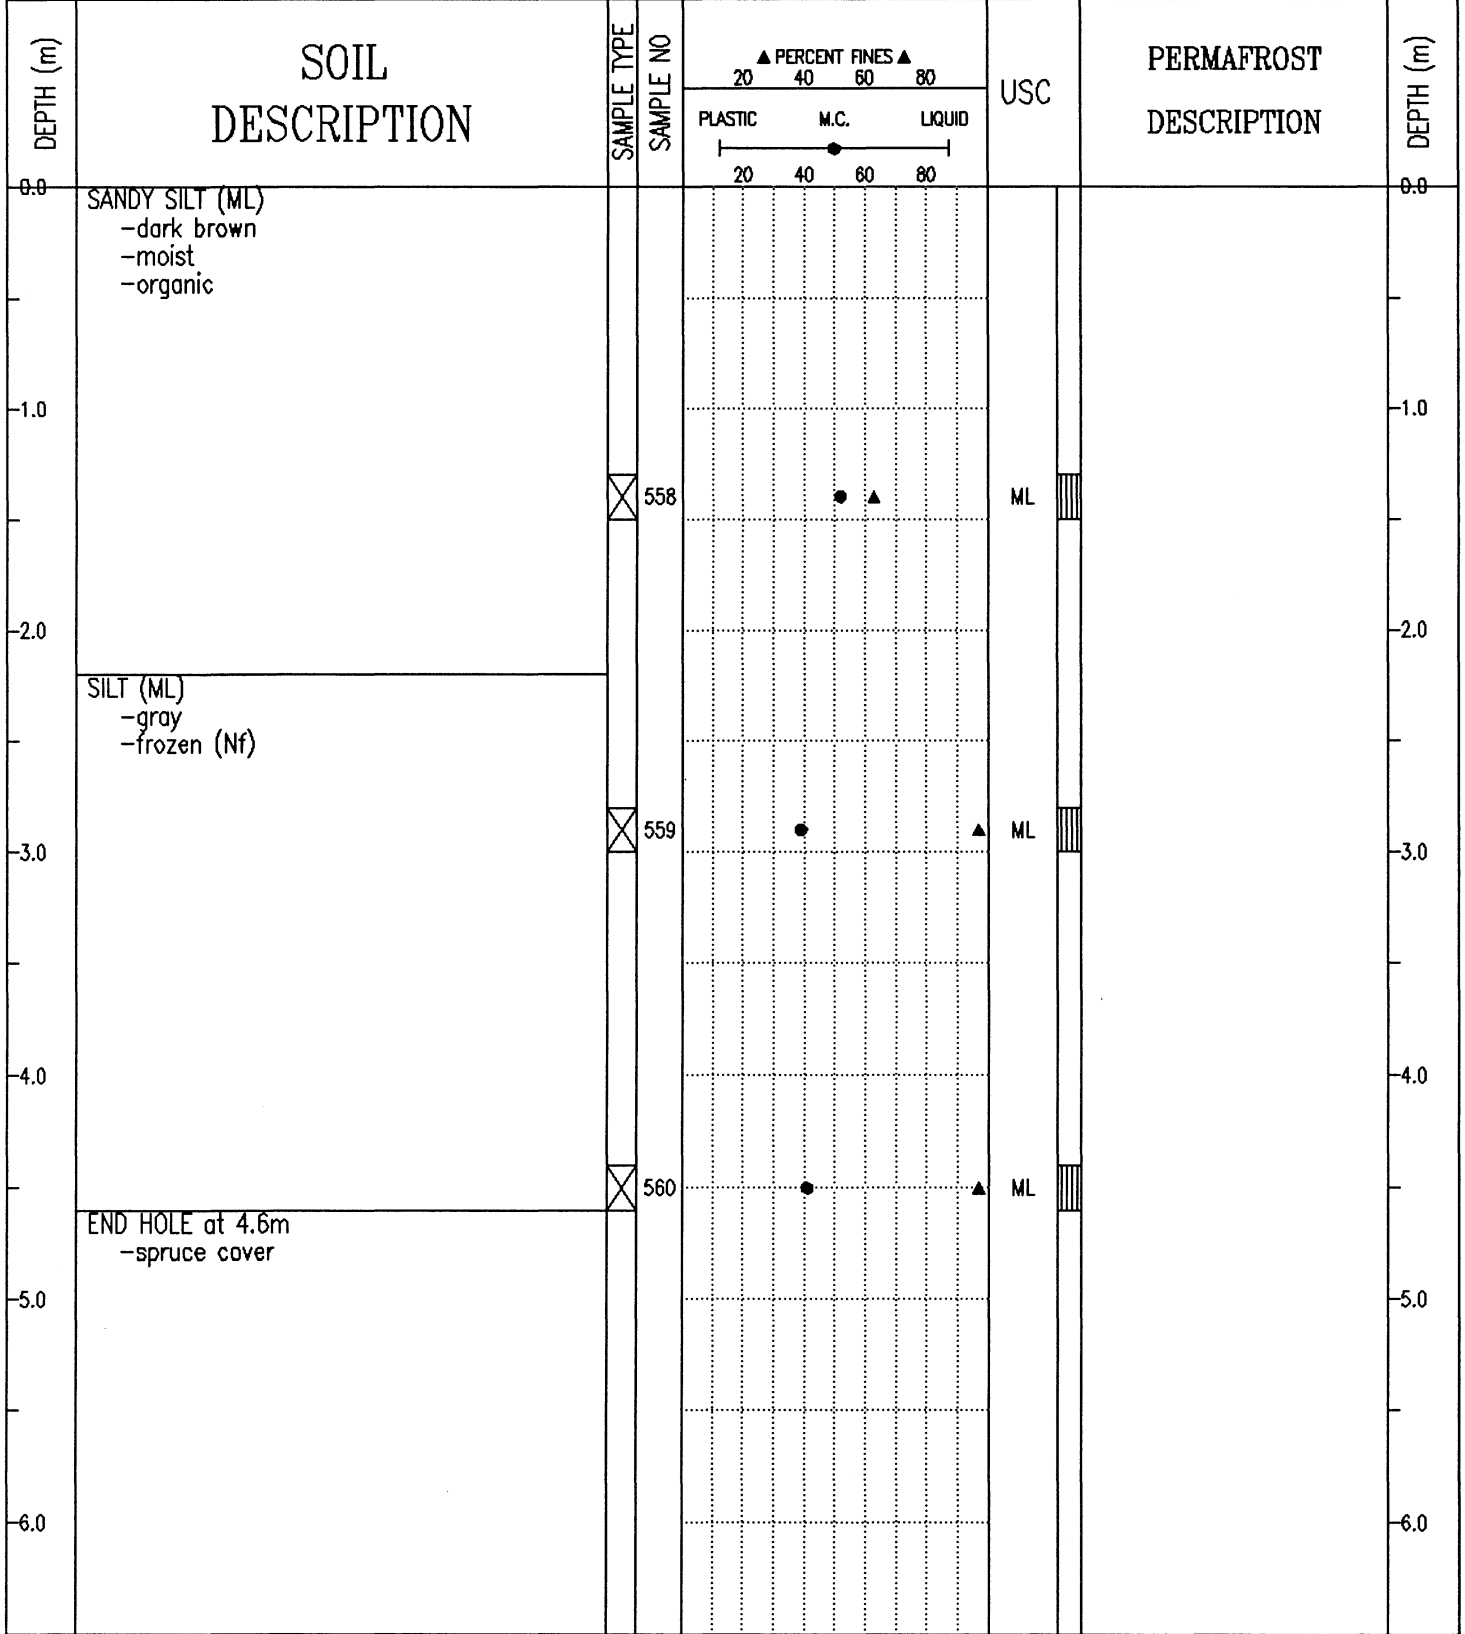 DEPTH (m)
SOIL
DESCRIPTION
SAMPLE TYPE
SAMPLE NO
▲ PERCENT FINES ▲
20 40 60 80
PLASTIC M.C. LIQUID
20 40 60 80
USC
PERMAFROST
DESCRIPTION
DEPTH (m)
0.0 0.0
SANDY SILT (ML)
-dark brown
-moist
-organic
1.0 1.0
558 ML
2.0 2.0
SILT (ML)
-gray
-frozen (Nf)
559 ML
3.0 3.0
4.0 4.0
560 ML
END HOLE at 4.6m
-spruce cover
5.0 5.0
6.0 6.0